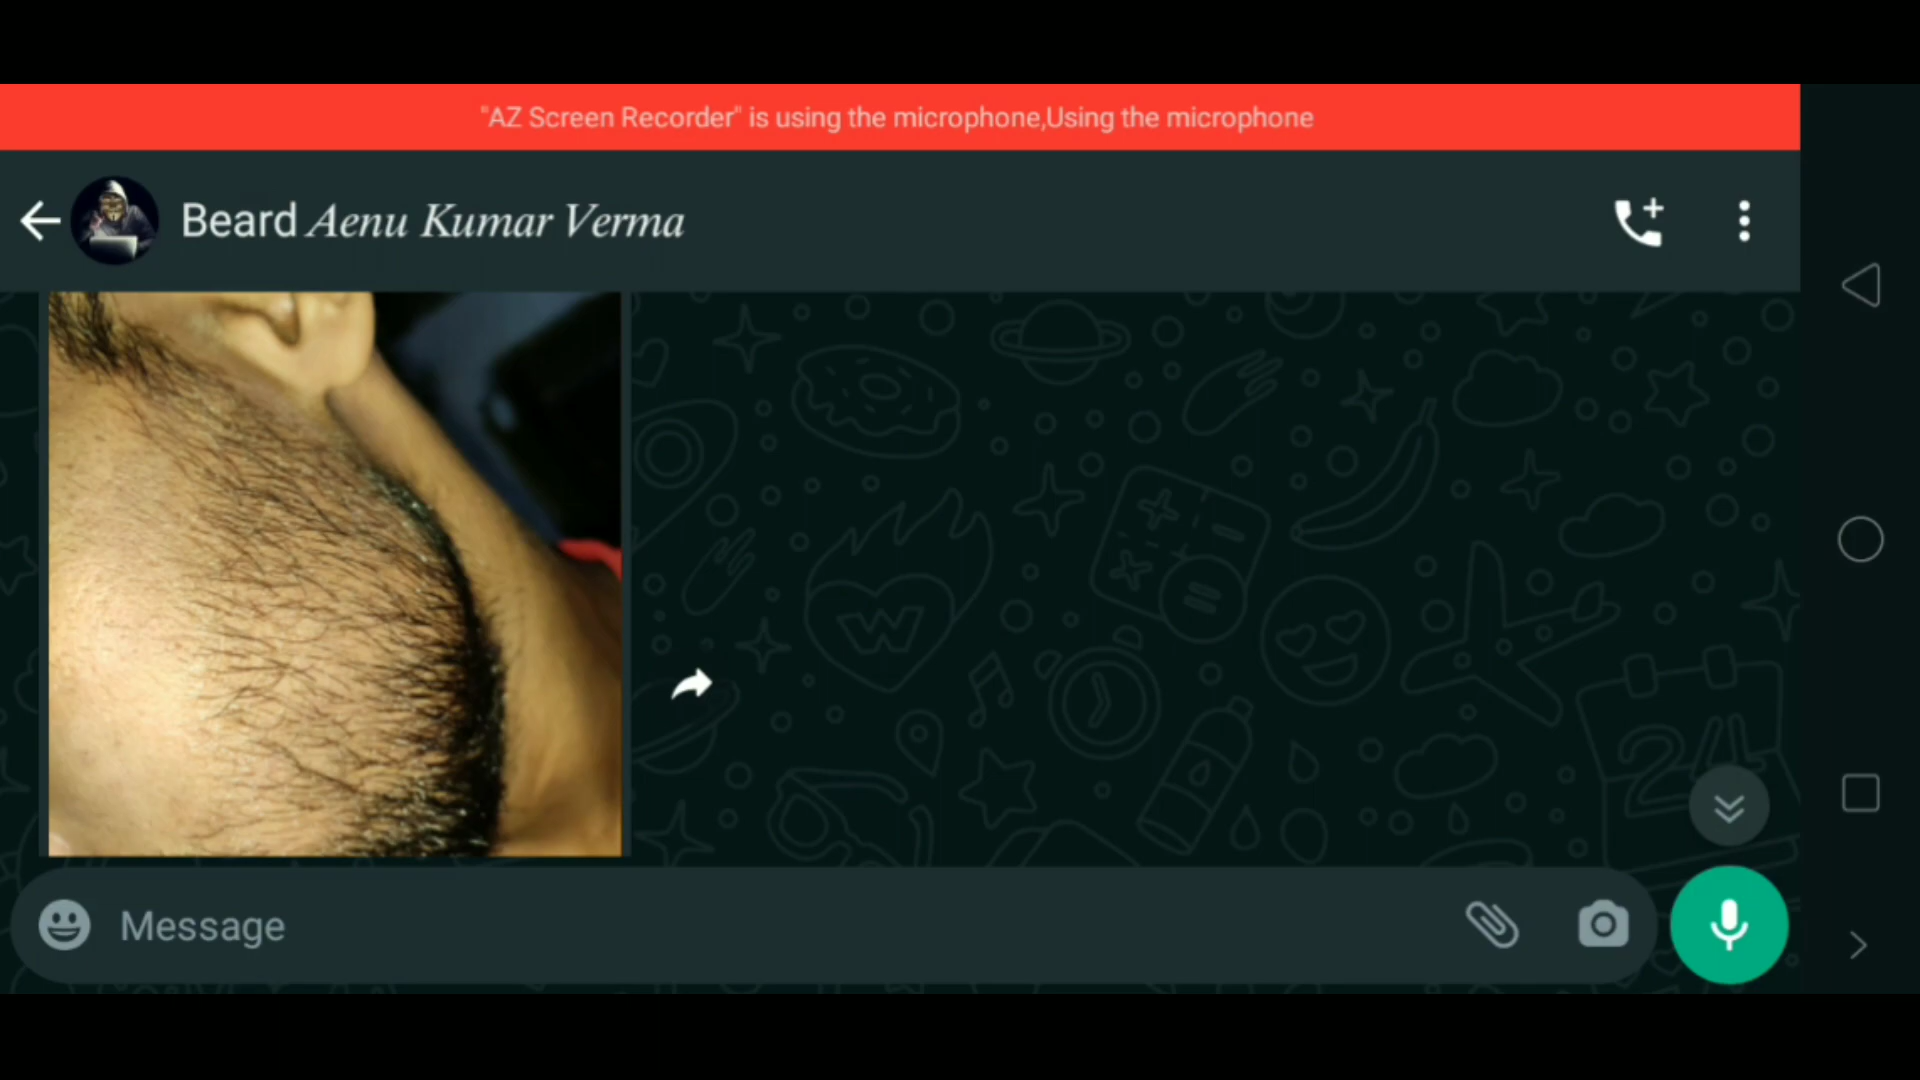 "AZ Screen Recorder" is using the microphone,Using the microphone
Beard Aenu Kumar Verma
Message